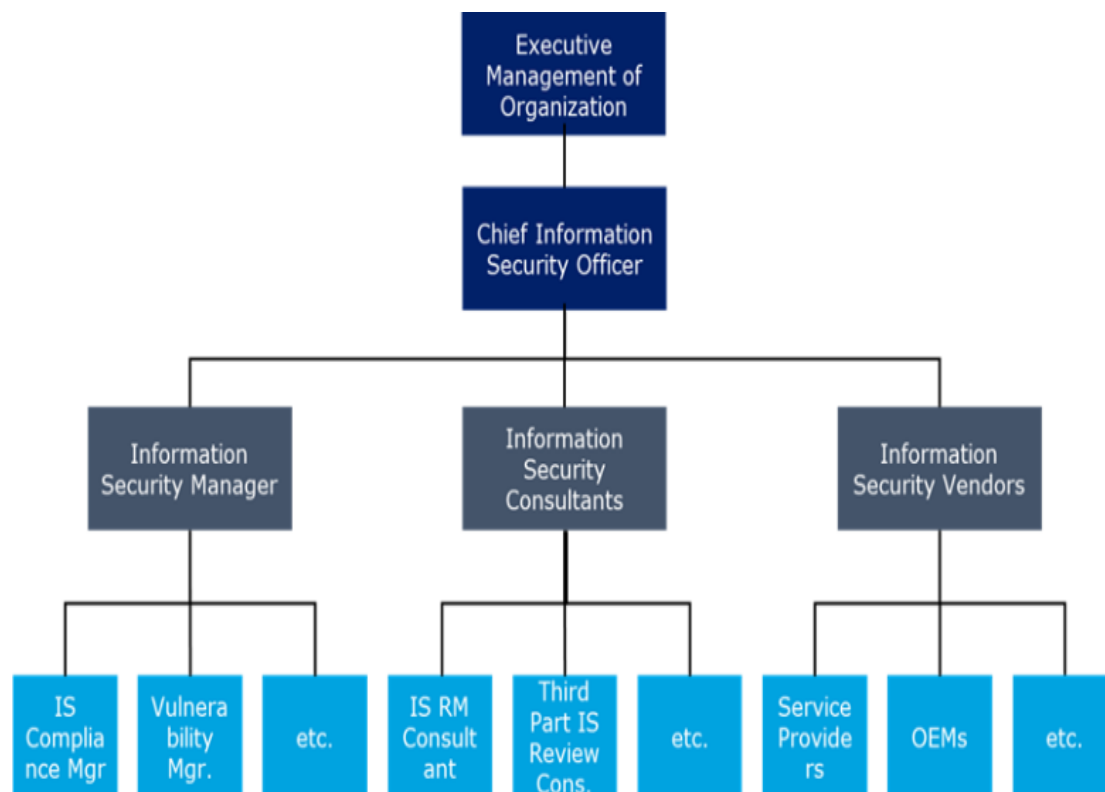 Executive
Management of
Organization
Chief Information
Security Officer
Information
Security Manager
Information
Security
Consultants
Information
Security Vendors
IS
Complia
nce Mgr
Vulnera
bility
Mgr.
etc.
IS RM
Consult
ant
Third
Part IS
Review
Cons.
etc.
Service
Provide
rs
OEMs
etc.